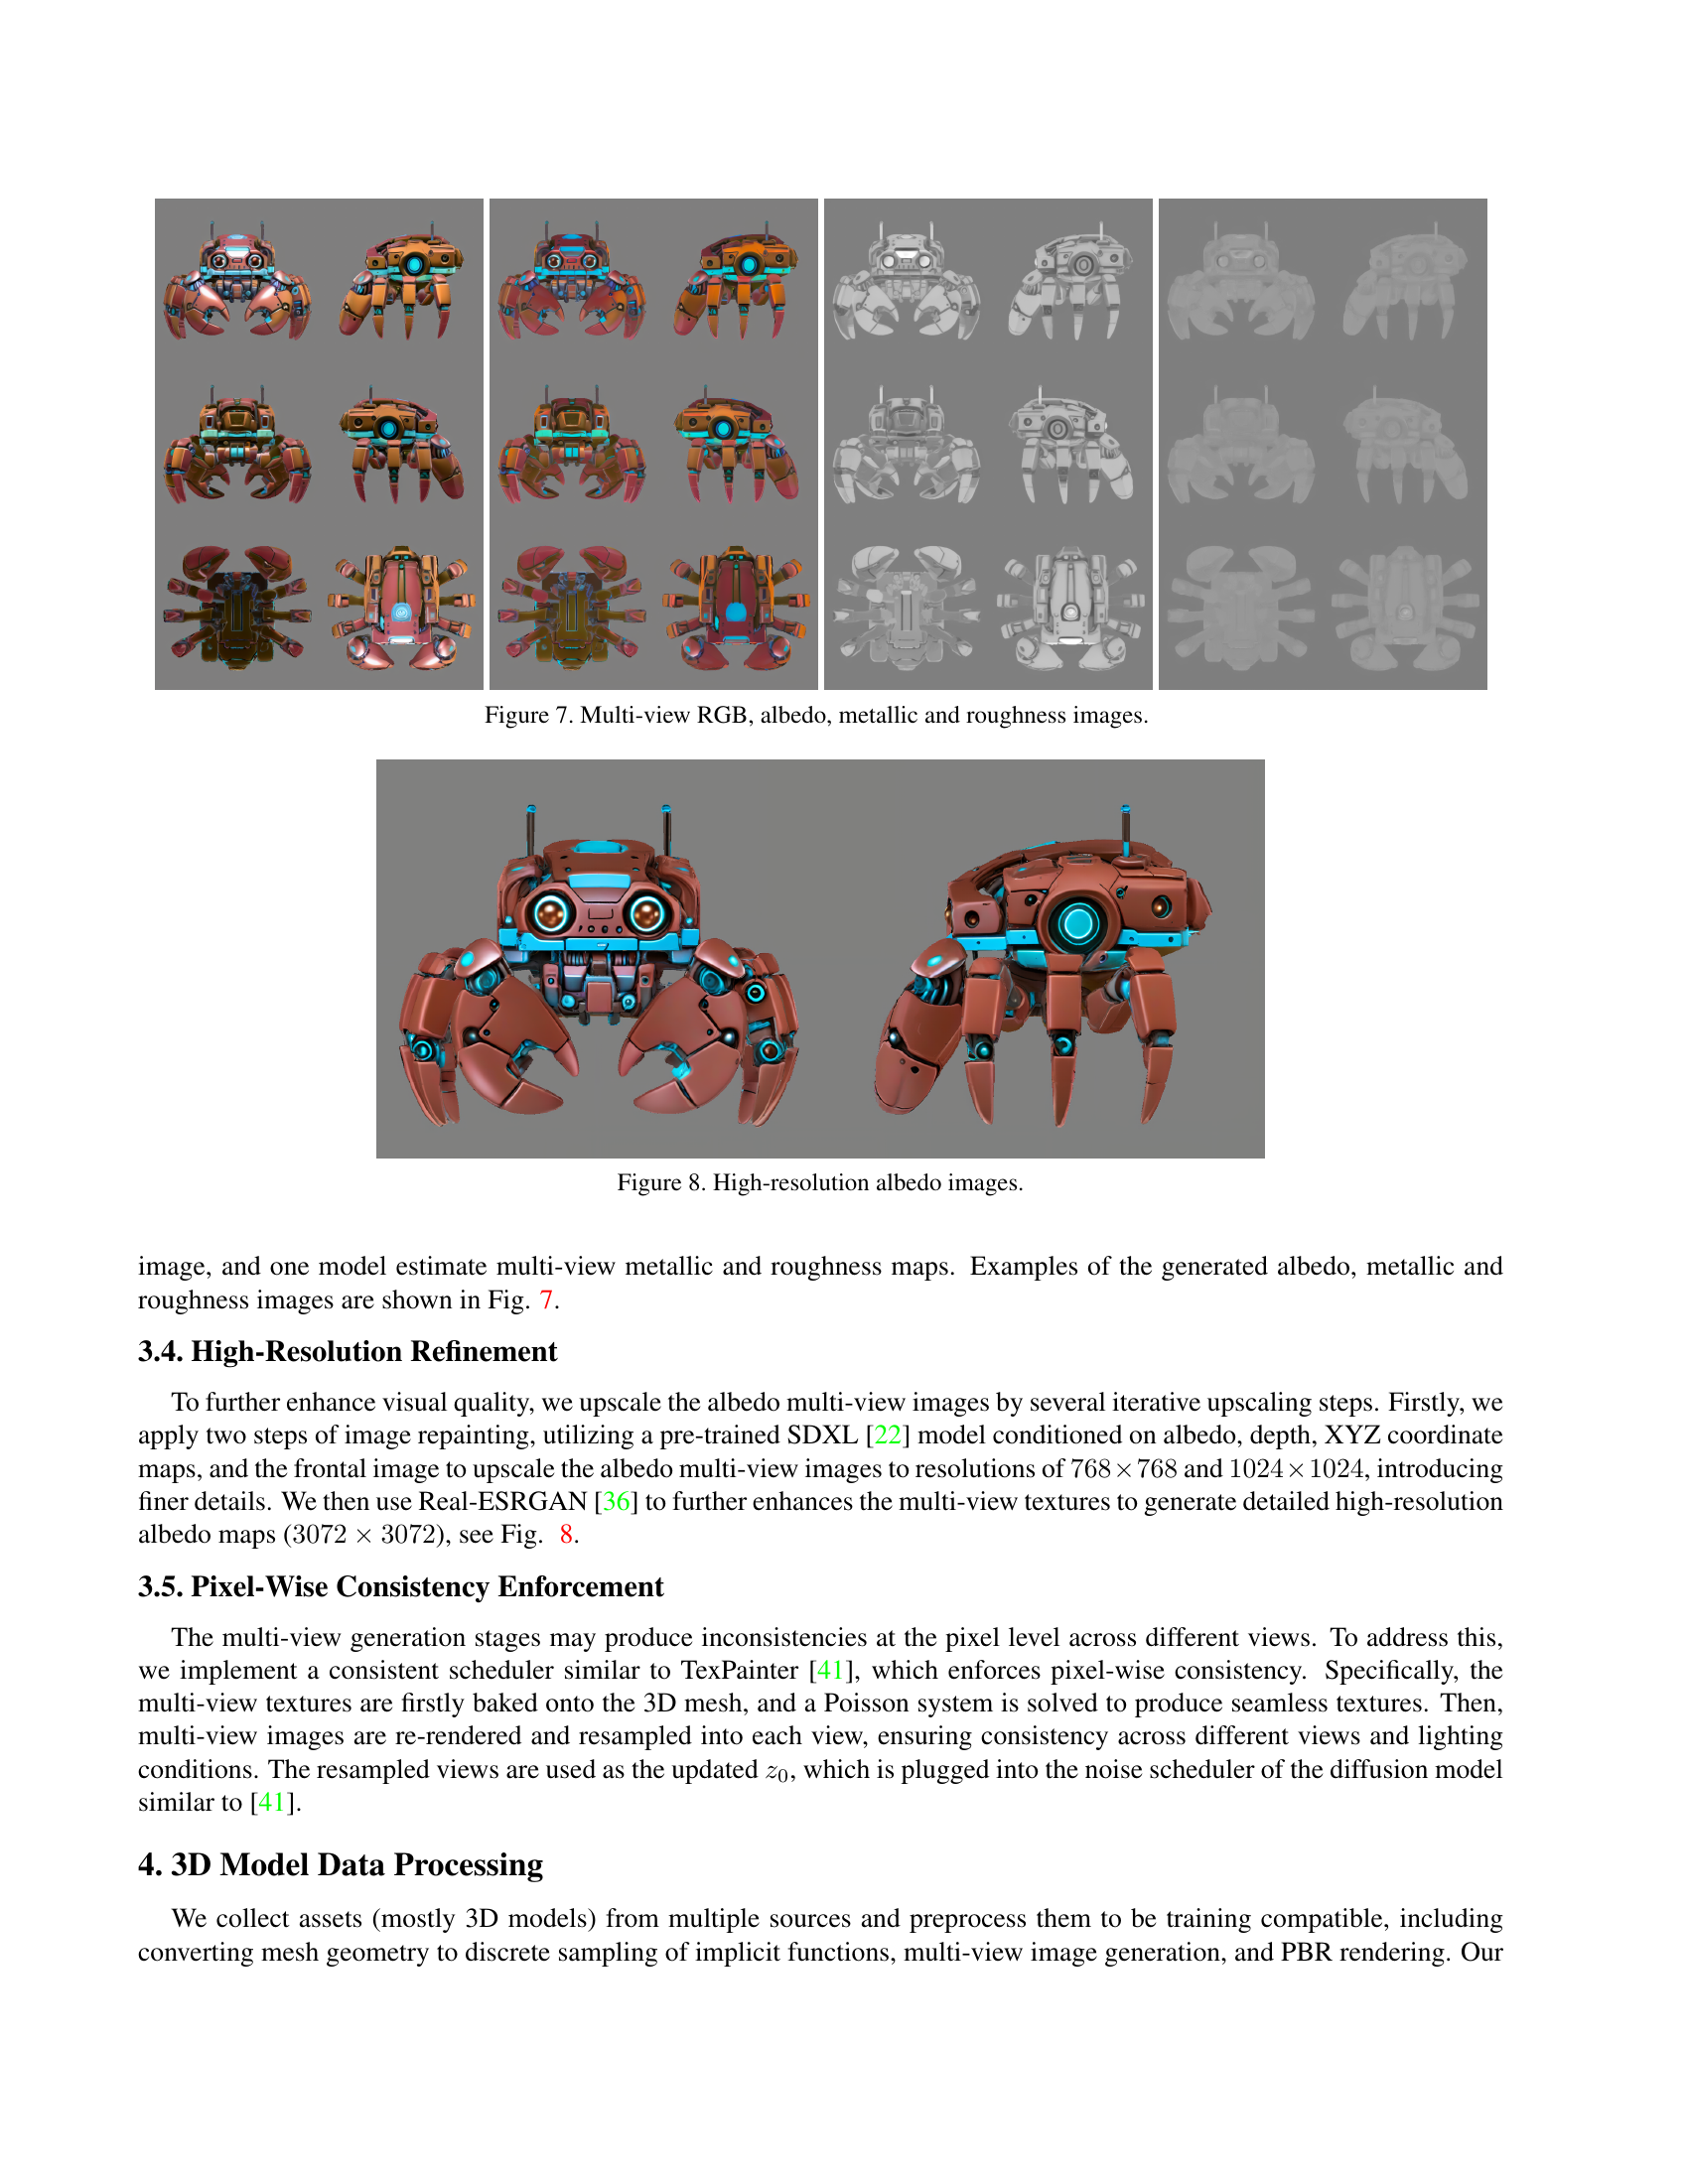 Figure 7. Multi-view RGB, albedo, metallic and roughness images.
Figure 8. High-resolution albedo images.
image, and one model estimate multi-view metallic and roughness maps. Examples of the generated albedo, metallic and
roughness images are shown in Fig. 7.
3.4. High-Resolution Refinement
To further enhance visual quality, we upscale the albedo multi-view images by several iterative upscaling steps. Firstly, we
apply two steps of image repainting, utilizing a pre-trained SDXL [22] model conditioned on albedo, depth, XYZ coordinate
maps, and the frontal image to upscale the albedo multi-view images to resolutions of 768×768 and 1024×1024, introducing
finer details. We then use Real-ESRGAN [36] to further enhances the multi-view textures to generate detailed high-resolution
albedo maps (3072 × 3072), see Fig. 8.
3.5. Pixel-Wise Consistency Enforcement
The multi-view generation stages may produce inconsistencies at the pixel level across different views. To address this,
we implement a consistent scheduler similar to TexPainter [41], which enforces pixel-wise consistency. Specifically, the
multi-view textures are firstly baked onto the 3D mesh, and a Poisson system is solved to produce seamless textures. Then,
multi-view images are re-rendered and resampled into each view, ensuring consistency across different views and lighting
conditions. The resampled views are used as the updated z₀, which is plugged into the noise scheduler of the diffusion model
similar to [41].
4. 3D Model Data Processing
We collect assets (mostly 3D models) from multiple sources and preprocess them to be training compatible, including
converting mesh geometry to discrete sampling of implicit functions, multi-view image generation, and PBR rendering. Our